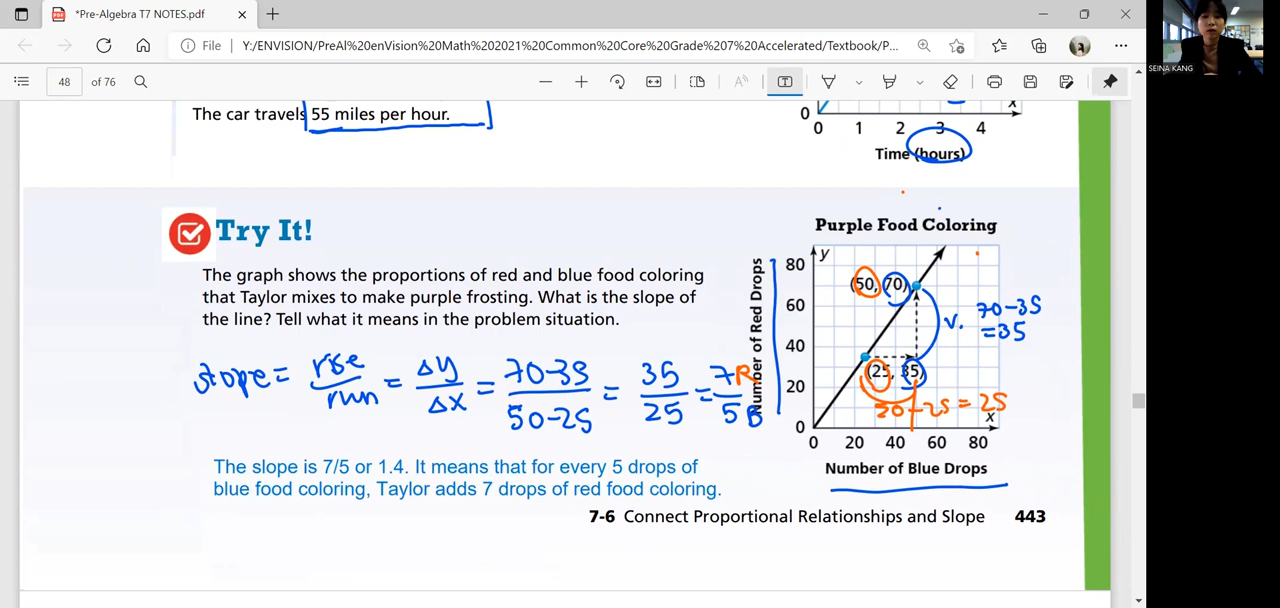 *Pre-Algebra T7 NOTES.pdf
File
Y:/ENVISION/PreAl%20enVision%20Math%202021%20Common%20Core%20Grade%207%20Accelerated/Textbook/P...
SEINA KANG
48 of 76
The car travels 55 miles per hour.
0
x
0 1 2 3 4
Time (hours)
Try It!
The graph shows the proportions of red and blue food coloring
that Taylor mixes to make purple frosting. What is the slope of
the line? Tell what it means in the problem situation.
slope = rise/run = Δy/Δx = 70-35/50-25 = 35/25 = 7R/5B
The slope is 7/5 or 1.4. It means that for every 5 drops of
blue food coloring, Taylor adds 7 drops of red food coloring.
Purple Food Coloring
Number of Red Drops
y
80
60
40
20
0
(50, 70)
(25, 35)
v. 70-35
=35
50-25=25
x
0 20 40 60 80
Number of Blue Drops
7-6 Connect Proportional Relationships and Slope 443